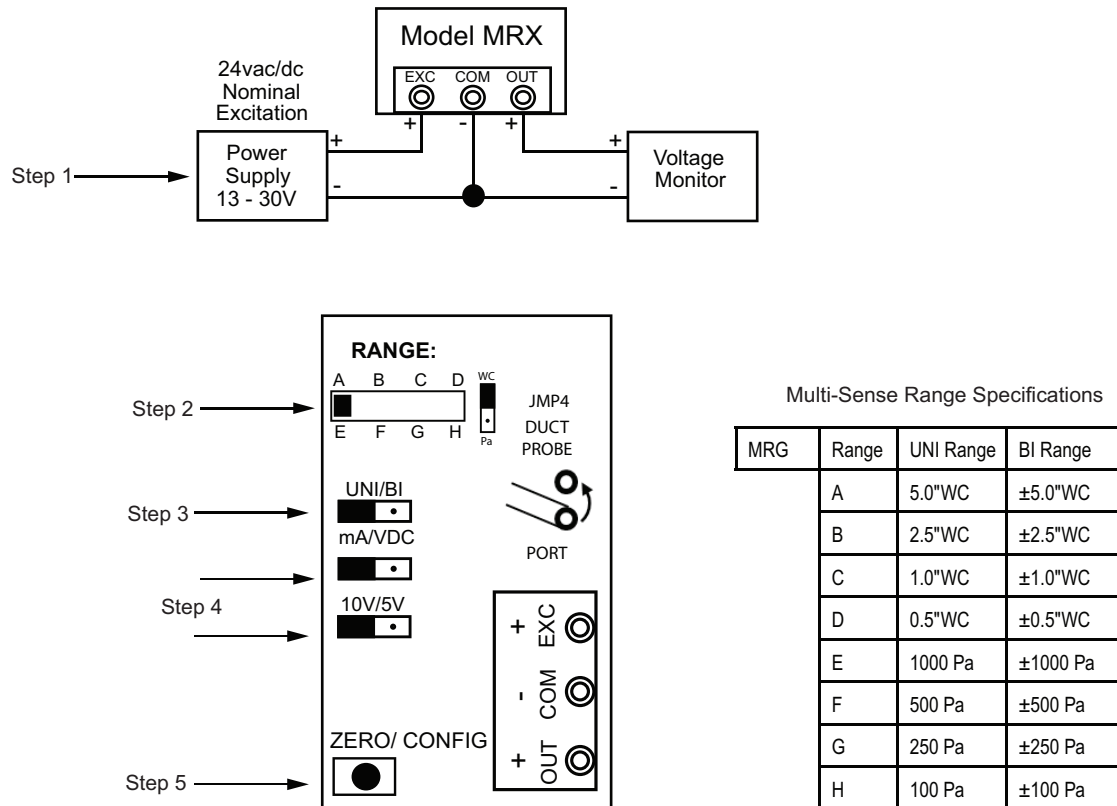 Model MRX
EXC COM OUT
+ - +
24vac/dc
Nominal
Excitation
Step 1
Power
Supply
13 - 30V
+
-
+
-
Voltage
Monitor
RANGE:
A B C D
E F G H
WC
Pa
JMP4
DUCT
PROBE
PORT
Step 2
Step 3
UNI/BI
mA/VDC
Step 4
10V/5V
+ EXC
- COM
+ OUT
ZERO/ CONFIG
Step 5
Multi-Sense Range Specifications
MRG Range UNI Range BI Range
A 5.0"WC ±5.0"WC
B 2.5"WC ±2.5"WC
C 1.0"WC ±1.0"WC
D 0.5"WC ±0.5"WC
E 1000 Pa ±1000 Pa
F 500 Pa ±500 Pa
G 250 Pa ±250 Pa
H 100 Pa ±100 Pa